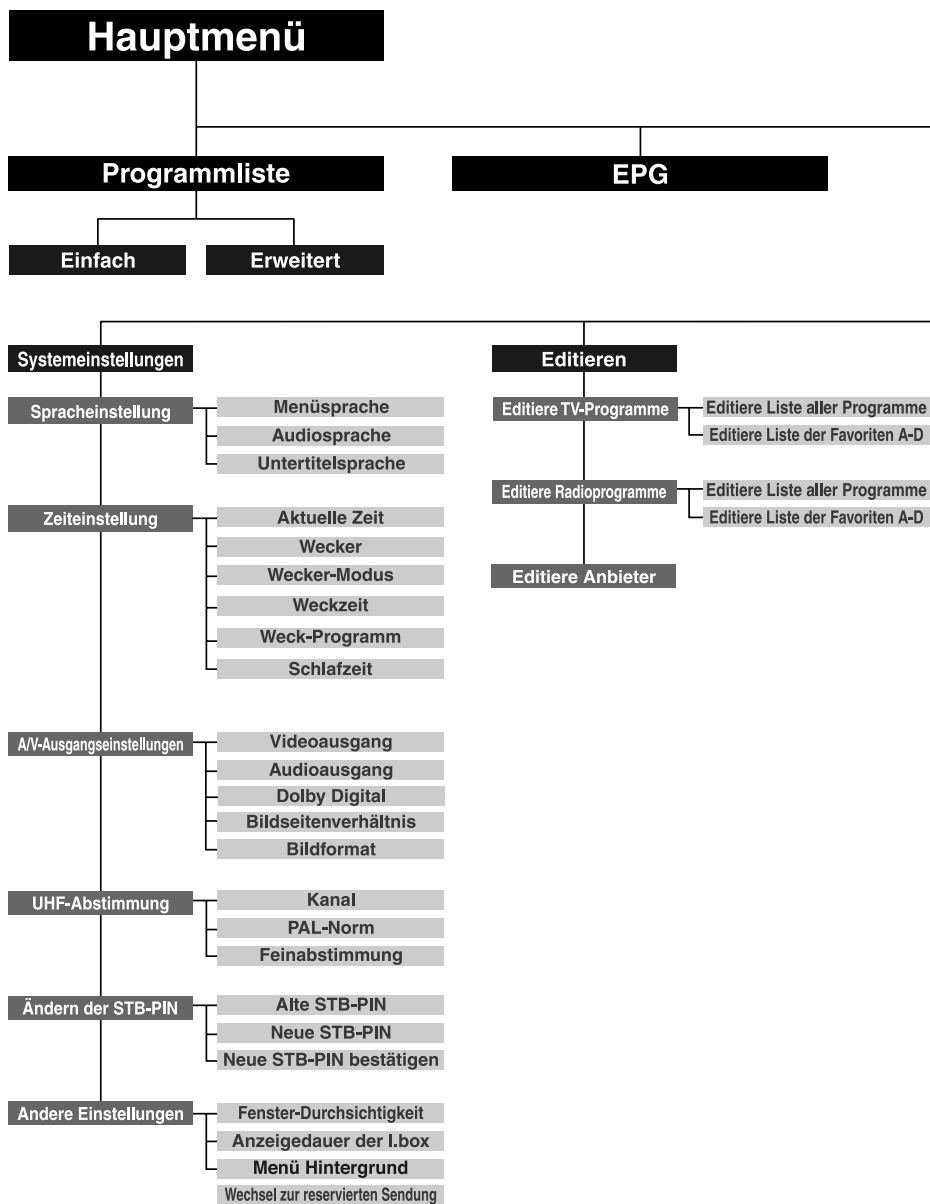 Hauptmenü
Programmliste
EPG
Einfach
Erweitert
Systemeinstellungen
Spracheinstellung
Menüsprache
Audiosprache
Untertitelsprache
Zeiteinstellung
Aktuelle Zeit
Wecker
Wecker-Modus
Weckzeit
Weck-Programm
Schlafzeit
A/V-Ausgangseinstellungen
Videoausgang
Audioausgang
Dolby Digital
Bildseitenverhältnis
Bildformat
UHF-Abstimmung
Kanal
PAL-Norm
Feinabstimmung
Ändern der STB-PIN
Alte STB-PIN
Neue STB-PIN
Neue STB-PIN bestätigen
Andere Einstellungen
Fenster-Durchsichtigkeit
Anzeigedauer der I.box
Menü Hintergrund
Wechsel zur reservierten Sendung
Editieren
Editiere TV-Programme
Editiere Liste aller Programme
Editiere Liste der Favoriten A-D
Editiere Radioprogramme
Editiere Liste aller Programme
Editiere Liste der Favoriten A-D
Editiere Anbieter